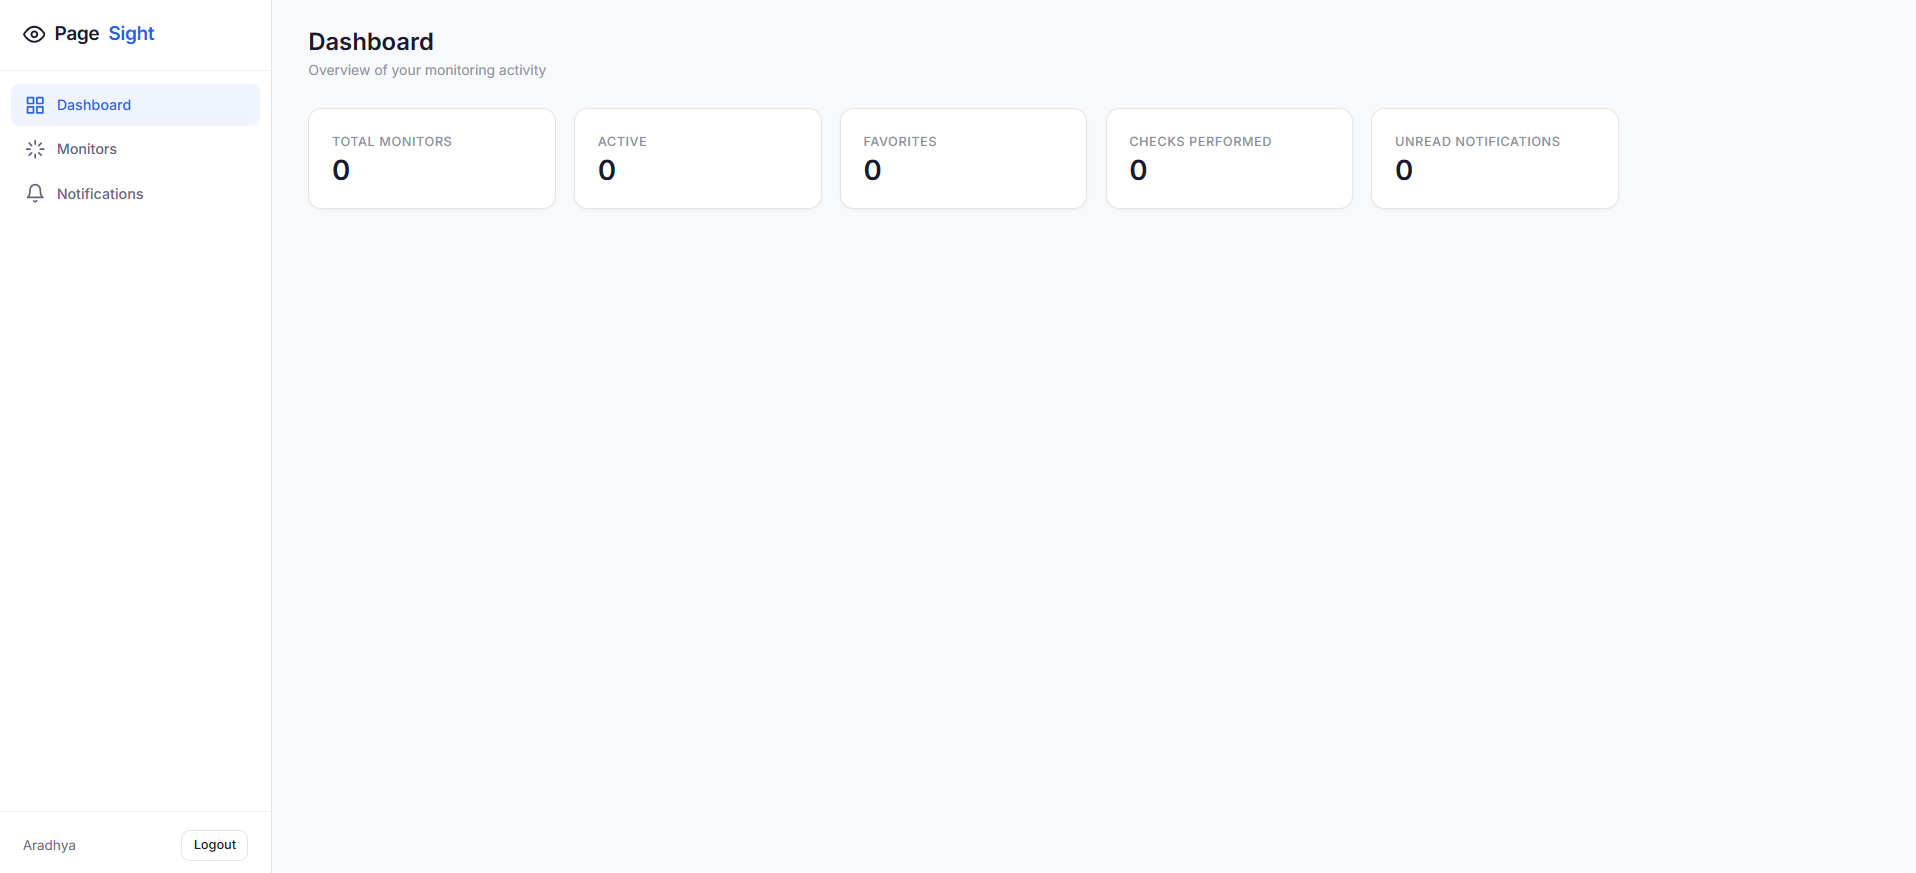 Page Sight
Dashboard
Monitors
Notifications
Aradhya
Logout
Dashboard
Overview of your monitoring activity
TOTAL MONITORS
0
ACTIVE
0
FAVORITES
0
CHECKS PERFORMED
0
UNREAD NOTIFICATIONS
0